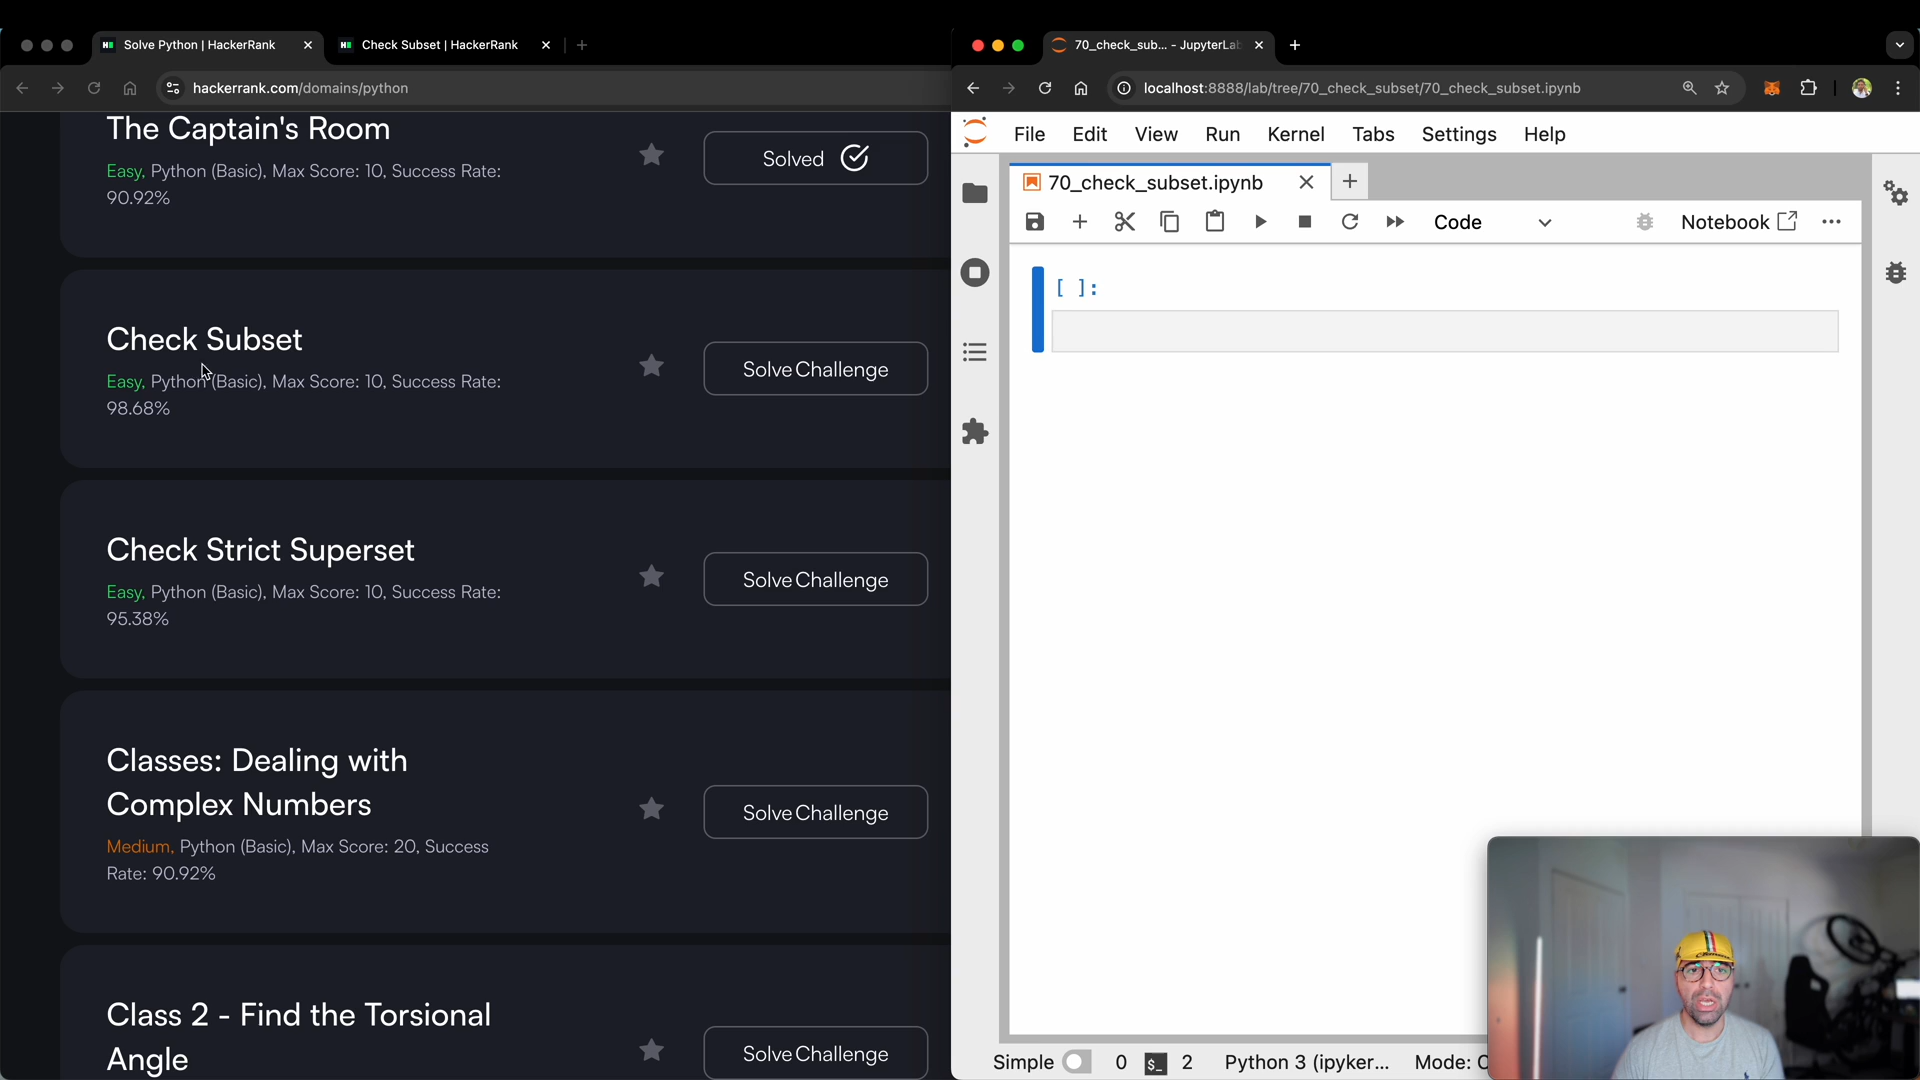 Solve Python | HackerRank
Check Subset | HackerRank
hackerrank.com/domains/python
The Captain's Room
Easy, Python (Basic), Max Score: 10, Success Rate:
90.92%
Solved
Check Subset
Easy, Python (Basic), Max Score: 10, Success Rate:
98.68%
Solve Challenge
Check Strict Superset
Easy, Python (Basic), Max Score: 10, Success Rate:
95.38%
Solve Challenge
Classes: Dealing with
Complex Numbers
Medium, Python (Basic), Max Score: 20, Success
Rate: 90.92%
Solve Challenge
Class 2 - Find the Torsional
Angle
Solve Challenge
70_check_sub... - JupyterLab
localhost:8888/lab/tree/70_check_subset/70_check_subset.ipynb
File Edit View Run Kernel Tabs Settings Help
70_check_subset.ipynb
Code
Notebook
[ ]:
Simple 0 $_ 2 Python 3 (ipyker... Mode: C